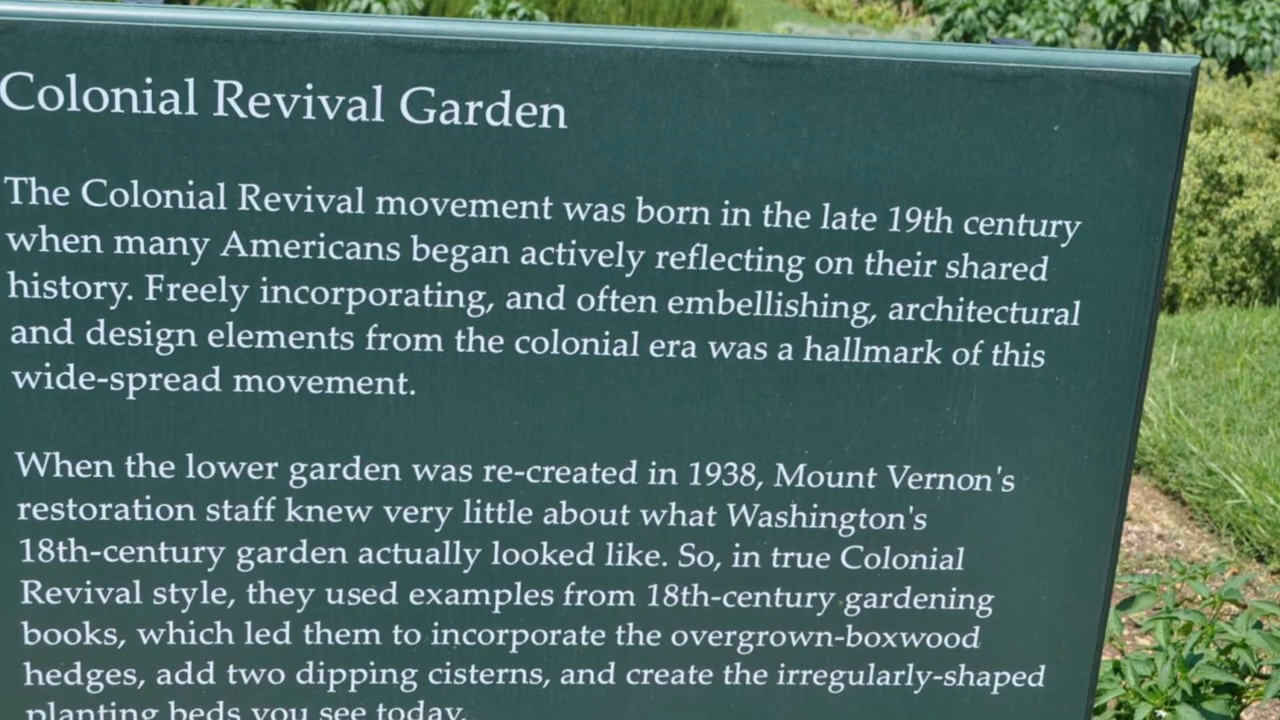 Colonial Revival Garden
The Colonial Revival movement was born in the late 19th century
when many Americans began actively reflecting on their shared
history. Freely incorporating, and often embellishing, architectural
and design elements from the colonial era was a hallmark of this
wide-spread movement.
When the lower garden was re-created in 1938, Mount Vernon's
restoration staff knew very little about what Washington's
18th-century garden actually looked like. So, in true Colonial
Revival style, they used examples from 18th-century gardening
books, which led them to incorporate the overgrown-boxwood
hedges, add two dipping cisterns, and create the irregularly-shaped
planting beds you see today.